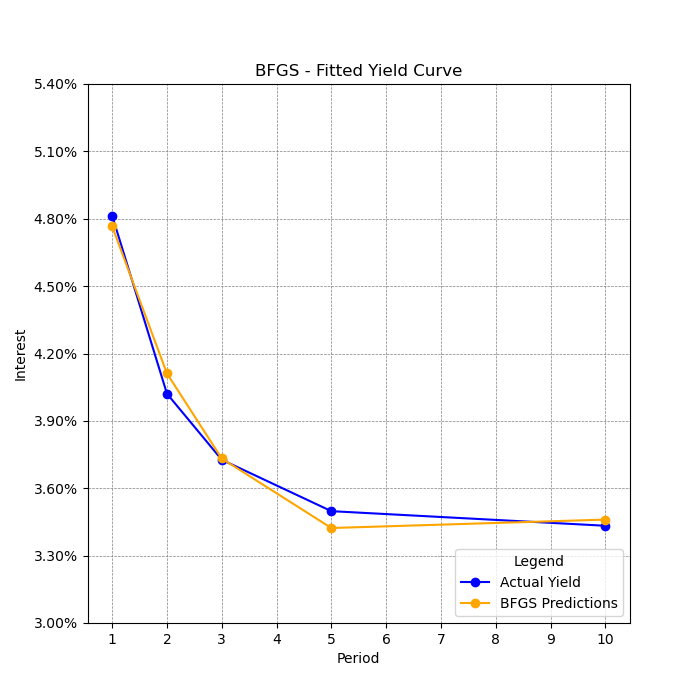 BFGS - Fitted Yield Curve
5.40%
5.10%
4.80%
4.50%
4.20%
3.90%
3.60%
3.30%
3.00%
Interest
1 2 3 4 5 6 7 8 9 10
Period
Legend
Actual Yield
BFGS Predictions